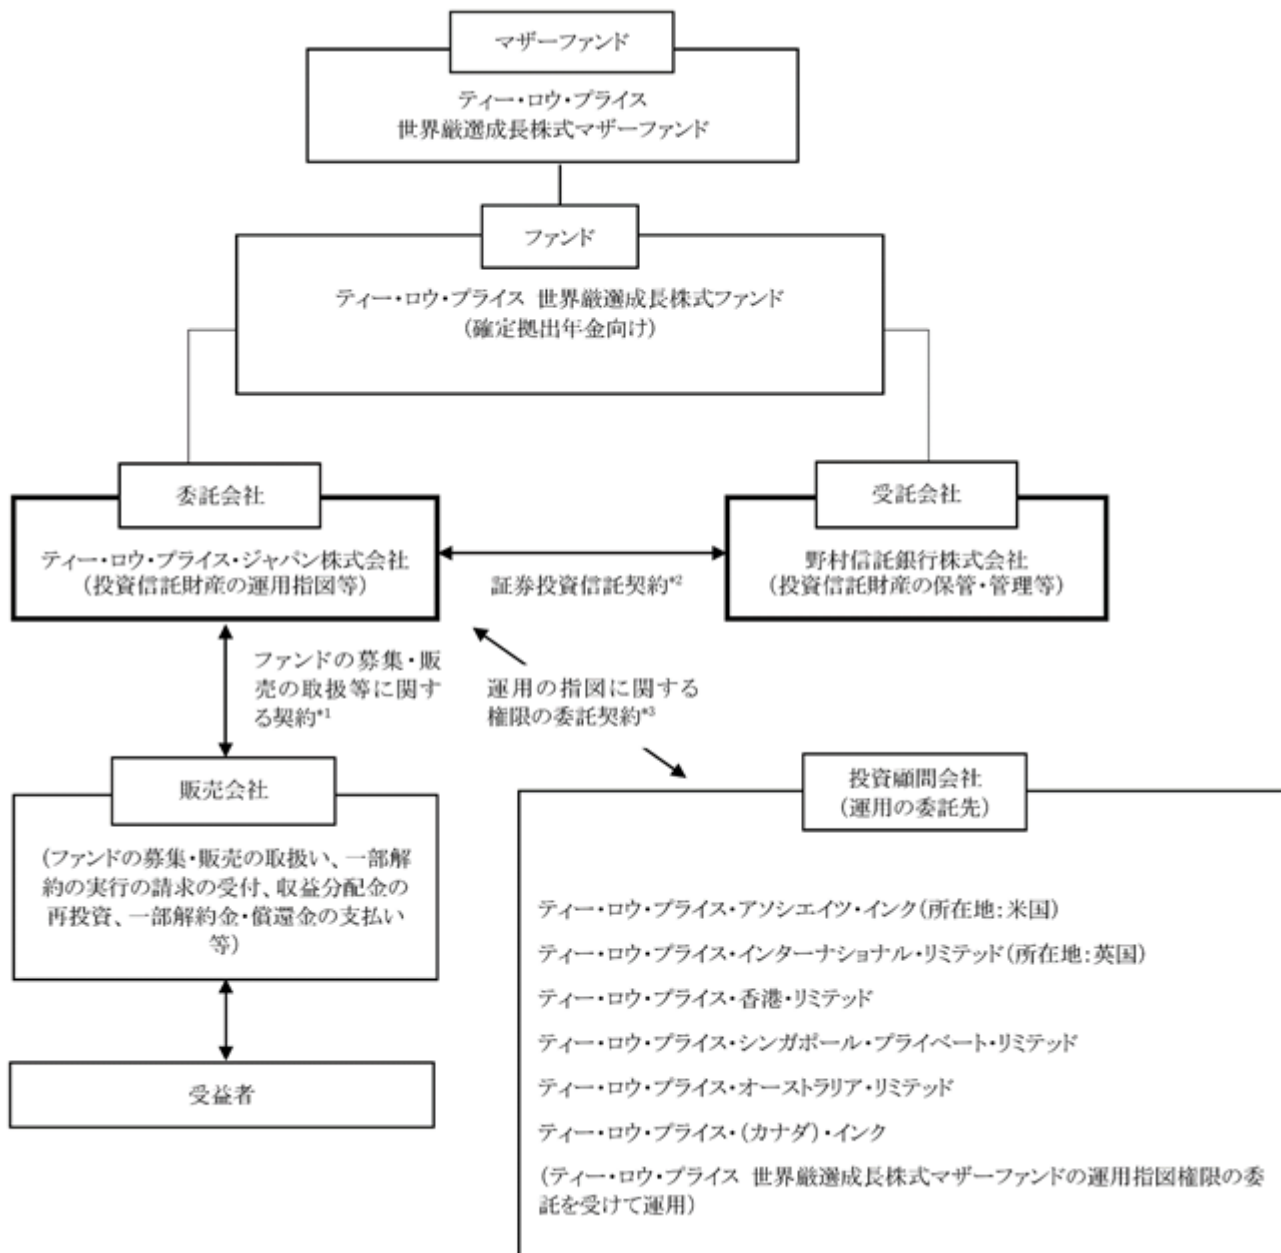 マザーファンド
ティー・ロウ・プライス
世界厳選成長株式マザーファンド
ファンド
ティー・ロウ・プライス 世界厳選成長株式ファンド
(確定拠出年金向け)
委託会社
ティー・ロウ・プライス・ジャパン株式会社
(投資信託財産の運用指図等)
受託会社
野村信託銀行株式会社
(投資信託財産の保管・管理等)
証券投資信託契約*2
ファンドの募集・販
売の取扱等に関す
る契約*1
運用の指図に関する
権限の委託契約*3
販売会社
(ファンドの募集・販売の取扱い、一部解
約の実行の請求の受付、収益分配金の
再投資、一部解約金・償還金の支払い
等)
受益者
投資顧問会社
(運用の委託先)
ティー・ロウ・プライス・アソシエイツ・インク(所在地:米国)
ティー・ロウ・プライス・インターナショナル・リミテッド(所在地:英国)
ティー・ロウ・プライス・香港・リミテッド
ティー・ロウ・プライス・シンガポール・プライベート・リミテッド
ティー・ロウ・プライス・オーストラリア・リミテッド
ティー・ロウ・プライス・(カナダ)・インク
(ティー・ロウ・プライス 世界厳選成長株式マザーファンドの運用指図権限の委
託を受けて運用)